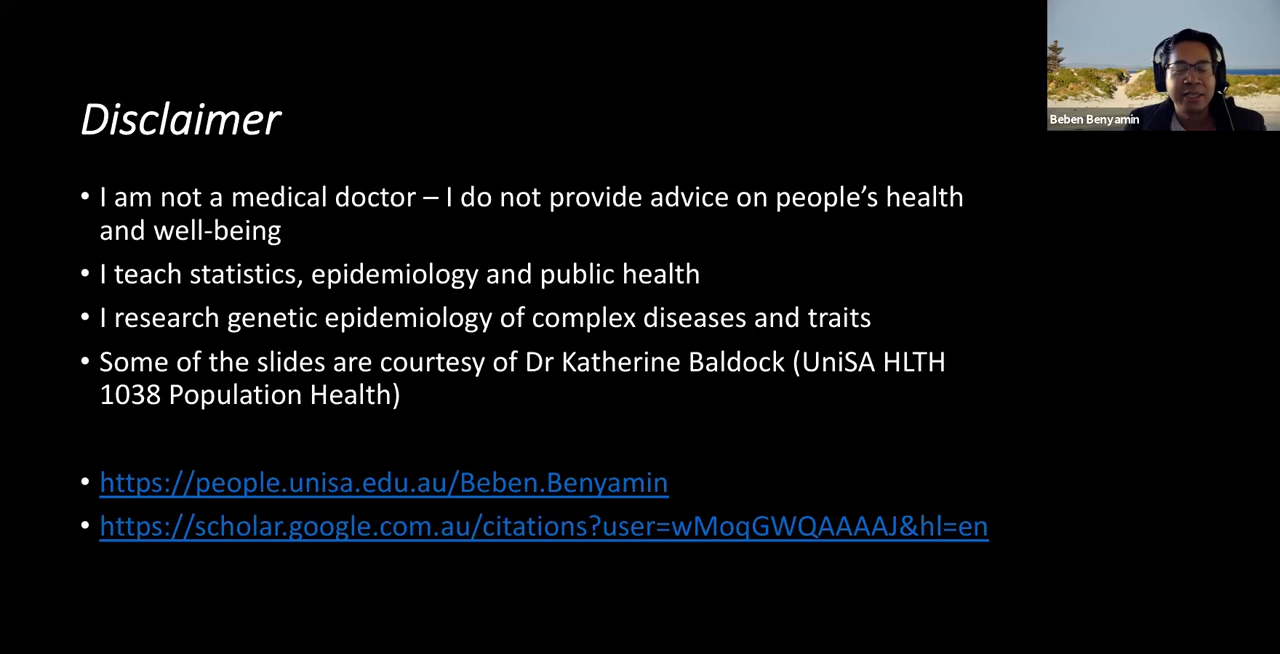 Disclaimer
• I am not a medical doctor – I do not provide advice on people’s health
and well-being
• I teach statistics, epidemiology and public health
• I research genetic epidemiology of complex diseases and traits
• Some of the slides are courtesy of Dr Katherine Baldock (UniSA HLTH
1038 Population Health)
• https://people.unisa.edu.au/Beben.Benyamin
• https://scholar.google.com.au/citations?user=wMoqGWQAAAAJ&hl=en
Beben Benyamin